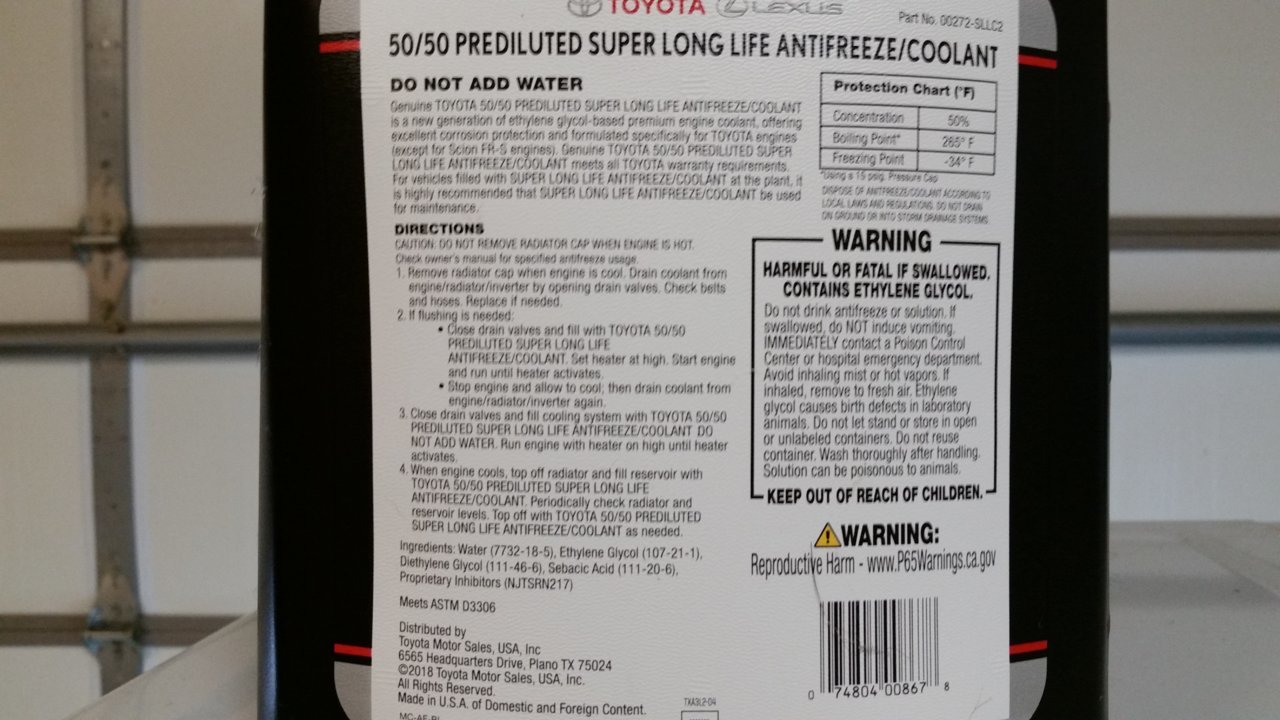 TOYOTA LEXUS
Part No. 00272-SLLC2
50/50 PREDILUTED SUPER LONG LIFE ANTIFREEZE/COOLANT
DO NOT ADD WATER
Genuine TOYOTA 50/50 PREDILUTED SUPER LONG LIFE ANTIFREEZE/COOLANT
is a new generation of ethylene glycol-based premium engine coolant, offering
excellent corrosion protection and formulated specifically for TOYOTA engines
(except for Scion FR-S engines). Genuine TOYOTA 50/50 PREDILUTED SUPER
LONG LIFE ANTIFREEZE/COOLANT meets all TOYOTA warranty requirements.
For vehicles filled with SUPER LONG LIFE ANTIFREEZE/COOLANT at the plant, it
is highly recommended that SUPER LONG LIFE ANTIFREEZE/COOLANT be used
for maintenance.
Protection Chart (°F)
Concentration 50%
Boiling Point* 265° F
Freezing Point -34° F
*Using a 15 psig. Pressure Cap
DISPOSE OF ANTIFREEZE/COOLANT ACCORDING TO
LOCAL LAWS AND REGULATIONS. DO NOT DRAIN
ON GROUND OR INTO STORM DRAINAGE SYSTEMS.
DIRECTIONS
CAUTION: DO NOT REMOVE RADIATOR CAP WHEN ENGINE IS HOT.
Check owner's manual for specified antifreeze usage.
1. Remove radiator cap when engine is cool. Drain coolant from
engine/radiator/inverter by opening drain valves. Check belts
and hoses. Replace if needed.
2. If flushing is needed:
• Close drain valves and fill with TOYOTA 50/50
PREDILUTED SUPER LONG LIFE
ANTIFREEZE/COOLANT. Set heater at high. Start engine
and run until heater activates.
• Stop engine and allow to cool; then drain coolant from
engine/radiator/inverter again.
3. Close drain valves and fill cooling system with TOYOTA 50/50
PREDILUTED SUPER LONG LIFE ANTIFREEZE/COOLANT DO
NOT ADD WATER. Run engine with heater on high until heater
activates.
4. When engine cools, top off radiator and fill reservoir with
TOYOTA 50/50 PREDILUTED SUPER LONG LIFE
ANTIFREEZE/COOLANT. Periodically check radiator and
reservoir levels. Top off with TOYOTA 50/50 PREDILUTED
SUPER LONG LIFE ANTIFREEZE/COOLANT as needed.
Ingredients: Water (7732-18-5), Ethylene Glycol (107-21-1),
Diethylene Glycol (111-46-6), Sebacic Acid (111-20-6),
Proprietary Inhibitors (NJTSRN217)
Meets ASTM D3306
Distributed by
Toyota Motor Sales, USA, Inc
6565 Headquarters Drive, Plano TX 75024
©2018 Toyota Motor Sales, USA, Inc.
All Rights Reserved.
Made in U.S.A. of Domestic and Foreign Content.
WARNING
HARMFUL OR FATAL IF SWALLOWED.
CONTAINS ETHYLENE GLYCOL.
Do not drink antifreeze or solution. If
swallowed, do NOT induce vomiting.
IMMEDIATELY contact a Poison Control
Center or hospital emergency department.
Avoid inhaling mist or hot vapors. If
inhaled, remove to fresh air. Ethylene
glycol causes birth defects in laboratory
animals. Do not let stand or store in open
or unlabeled containers. Do not reuse
container. Wash thoroughly after handling.
Solution can be poisonous to animals.
KEEP OUT OF REACH OF CHILDREN.
WARNING:
Reproductive Harm - www.P65Warnings.ca.gov
0 74804 00867 8
TXA3L2-04